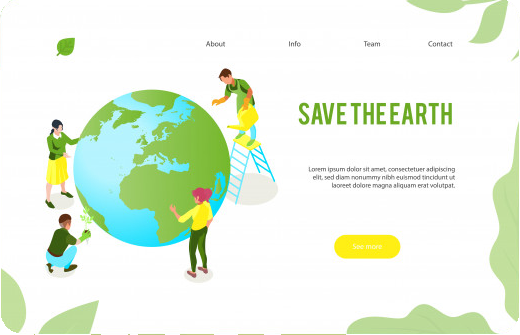 About Info Team Contact
SAVE THE EARTH
Lorem ipsum dolor sit amet, consectetuer adipiscing
elit, sed diam nonummy nibh euismod tincidunt ut
laoreet dolore magna aliquam erat volutpat.
See more